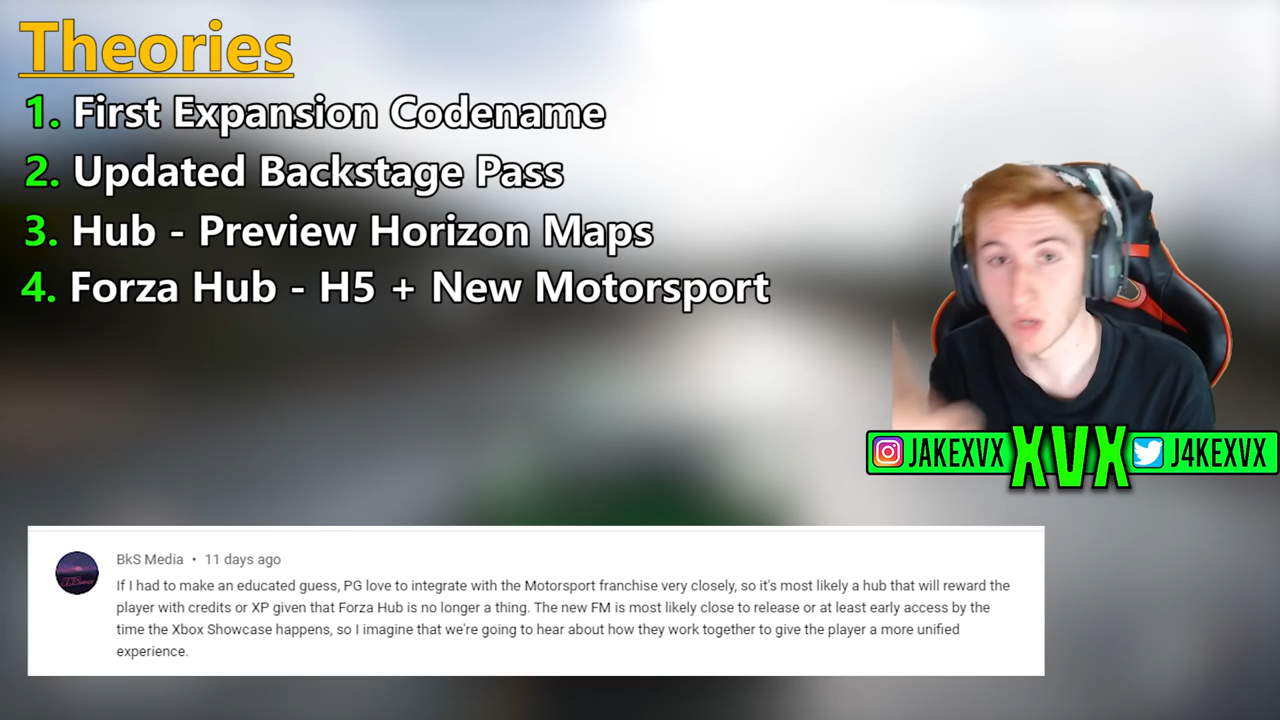 Theories
1. First Expansion Codename
2. Updated Backstage Pass
3. Hub - Preview Horizon Maps
4. Forza Hub - H5 + New Motorsport
JAKEXVX XVX J4KEXVX
BkS Media • 11 days ago
If I had to make an educated guess, PG love to integrate with the Motorsport franchise very closely, so it's most likely a hub that will reward the
player with credits or XP given that Forza Hub is no longer a thing. The new FM is most likely close to release or at least early access by the
time the Xbox Showcase happens, so I imagine that we're going to hear about how they work together to give the player a more unified
experience.